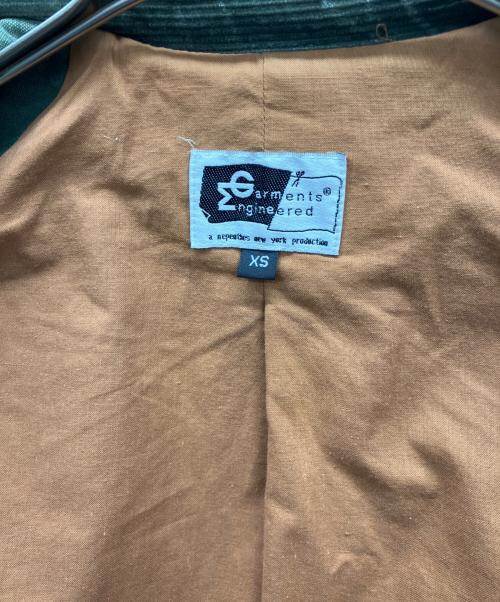 Garments®
Engineered
a nepenthes new york production
XS